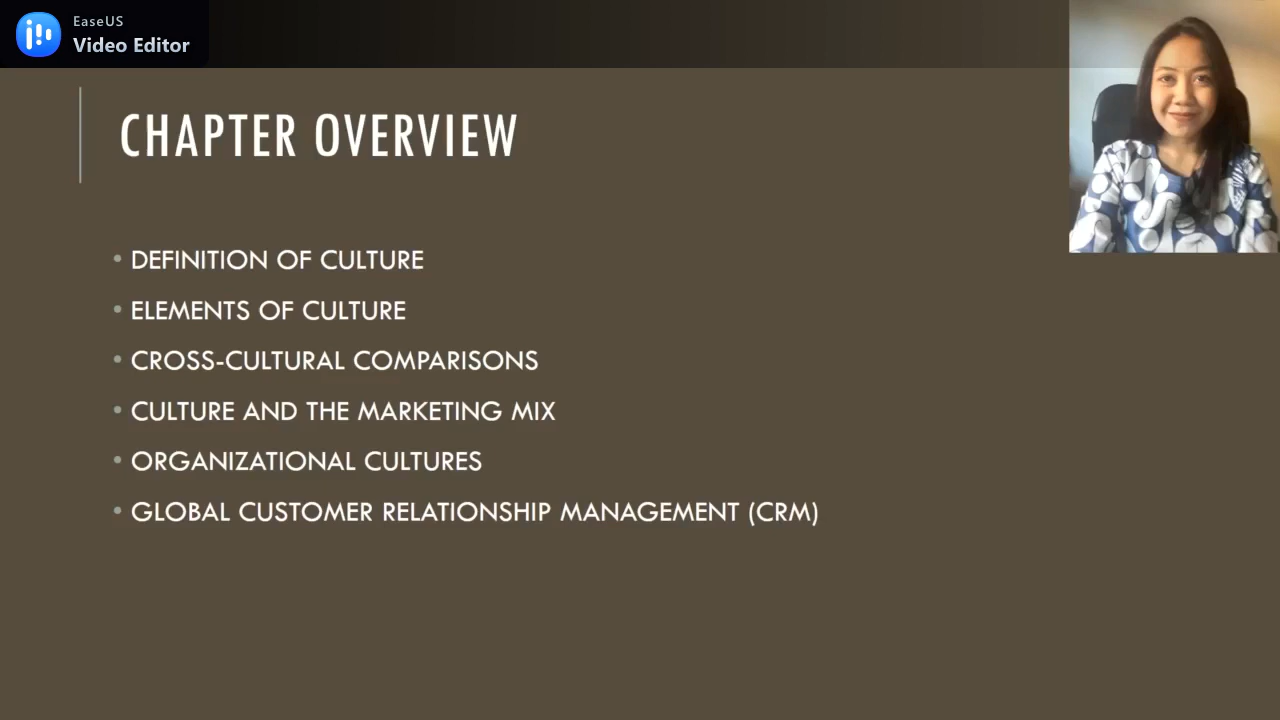 EaseUS
Video Editor
CHAPTER OVERVIEW
• DEFINITION OF CULTURE
• ELEMENTS OF CULTURE
• CROSS-CULTURAL COMPARISONS
• CULTURE AND THE MARKETING MIX
• ORGANIZATIONAL CULTURES
• GLOBAL CUSTOMER RELATIONSHIP MANAGEMENT (CRM)